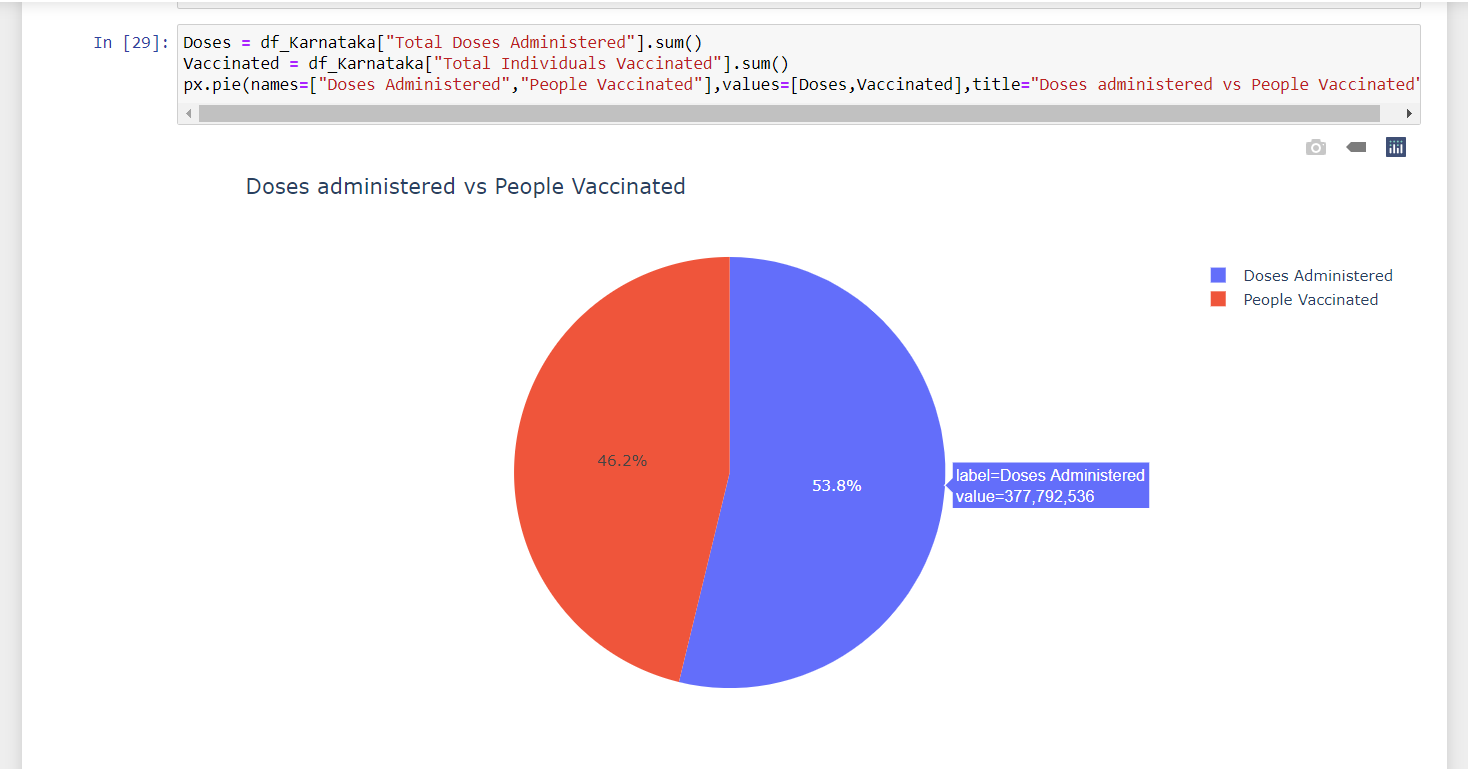 In [29]:
Doses = df_Karnataka["Total Doses Administered"].sum()
Vaccinated = df_Karnataka["Total Individuals Vaccinated"].sum()
px.pie(names=["Doses Administered","People Vaccinated"],values=[Doses,Vaccinated],title="Doses administered vs People Vaccinated"
Doses administered vs People Vaccinated
Doses Administered
People Vaccinated
46.2%
53.8%
label=Doses Administered
value=377,792,536